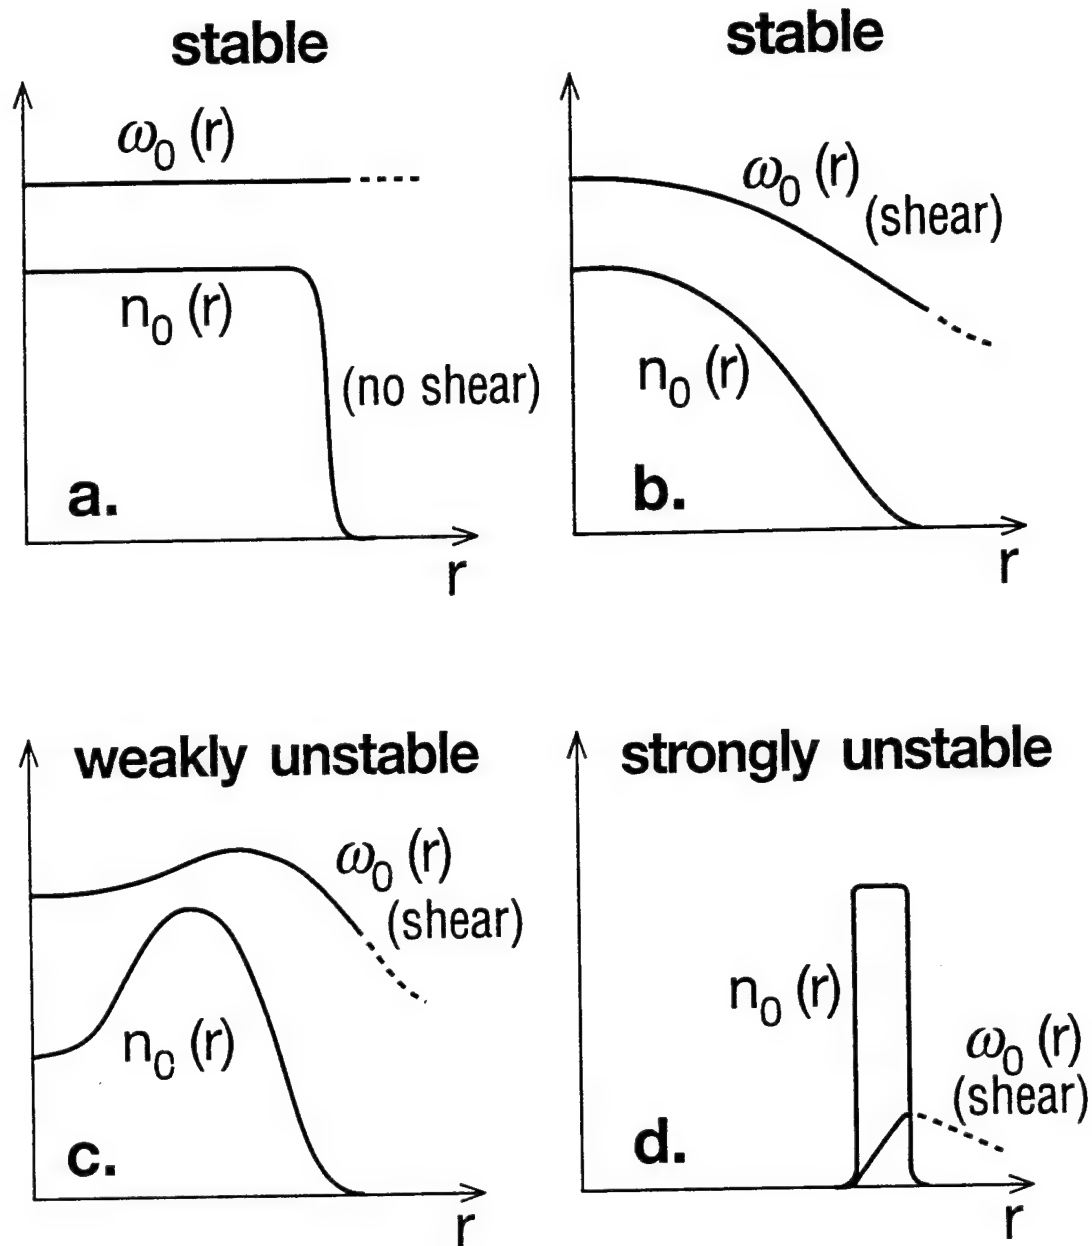 stable
ω₀ (r)
n₀ (r)
(no shear)
a.
r
stable
ω₀ (r)
(shear)
n₀ (r)
b.
r
weakly unstable
ω₀ (r)
(shear)
n₀ (r)
c.
r
strongly unstable
n₀ (r)
ω₀ (r)
(shear)
d.
r